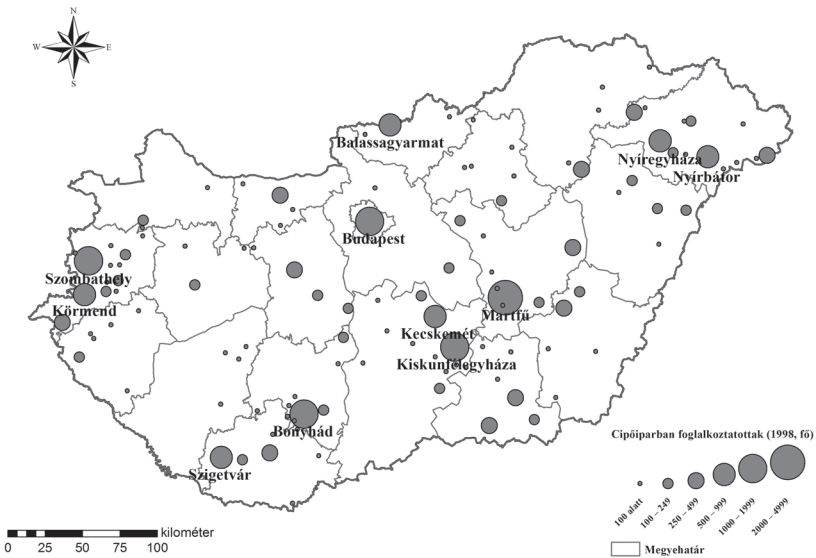 N
W E
S
Balassagyarmat
Nyíregyháza
Nyírbátor
Budapest
Szombathely
Körmend
Martfű
Kecskemét
Kiskunfélegyháza
Bonyhád
Szigetvár
Cipőiparban foglalkoztatottak (1998, fő)
100 alatt
100 – 249
250 – 499
500 – 999
1000 – 1999
2000 – 4999
Megyehatár
kilométer
0 25 50 75 100